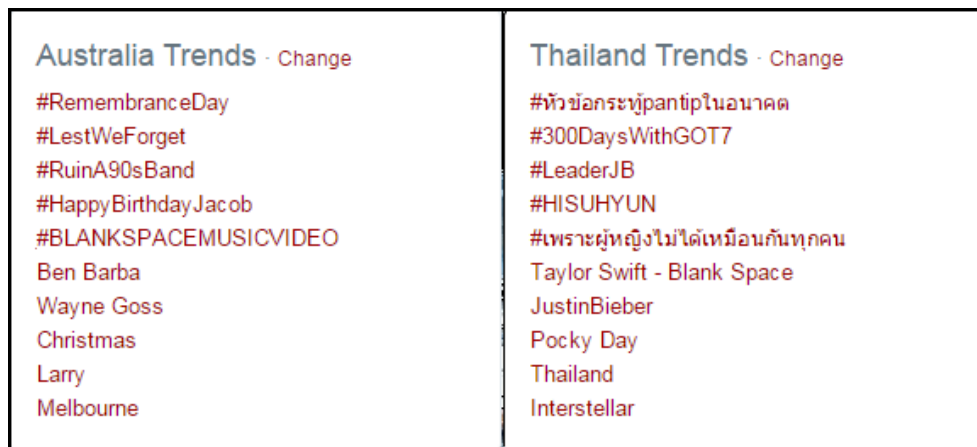 Australia Trends · Change
#RemembranceDay
#LestWeForget
#RuinA90sBand
#HappyBirthdayJacob
#BLANKSPACEMUSICVIDEO
Ben Barba
Wayne Goss
Christmas
Larry
Melbourne
Thailand Trends · Change
#หัวข้อกระทู้pantipในอนาคต
#300DaysWithGOT7
#LeaderJB
#HISUHYUN
#เพราะผู้หญิงไม่ได้เหมือนกันทุกคน
Taylor Swift - Blank Space
JustinBieber
Pocky Day
Thailand
Interstellar